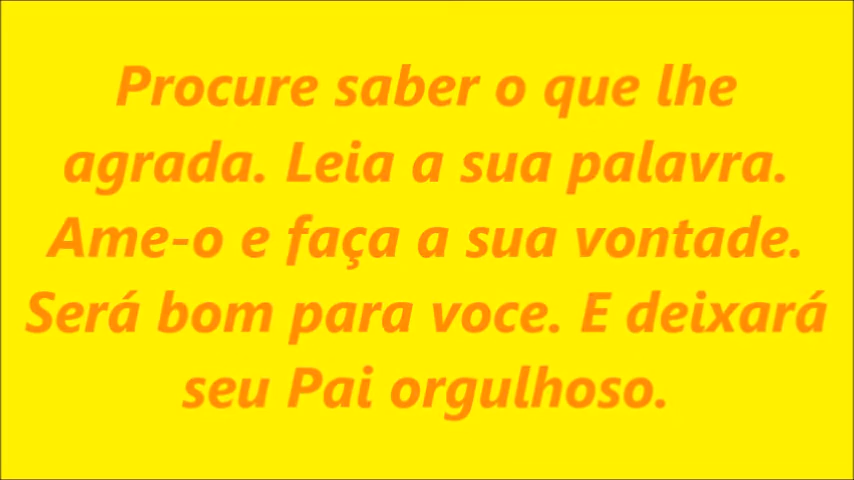 Procure saber o que lhe
agrada. Leia a sua palavra.
Ame-o e faça a sua vontade.
Será bom para voce. E deixará
seu Pai orgulhoso.